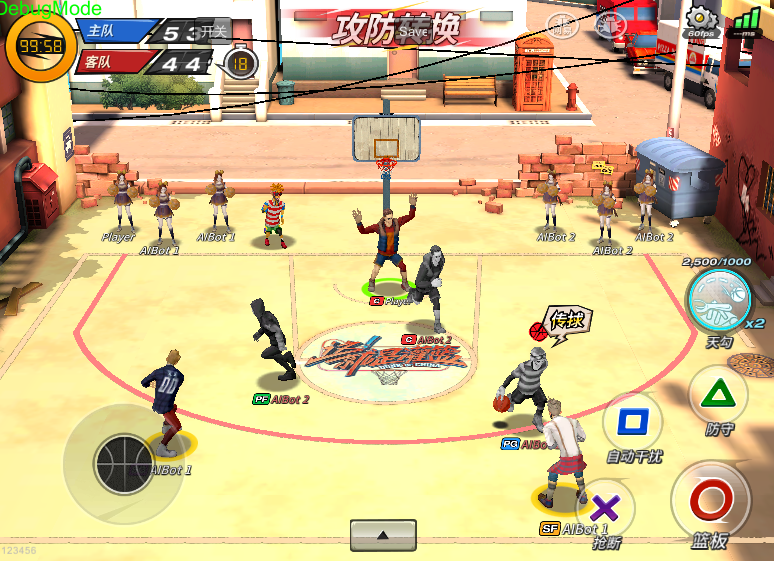 DebugMode
99:58
主队 5 3 开关
客队 4 4
18
攻防转换
Save
60fps
--ms
Player
AIBot 1
AIBot 1
AIBot 2
AIBot 2
AIBot 2
C Player
C AIBot 2
PF AIBot 2
传球
2,500/1000
x2
天勾
防守
自动干扰
PG AIBo
AIBot 1
SF AIBot 1
抢断
篮板
123456